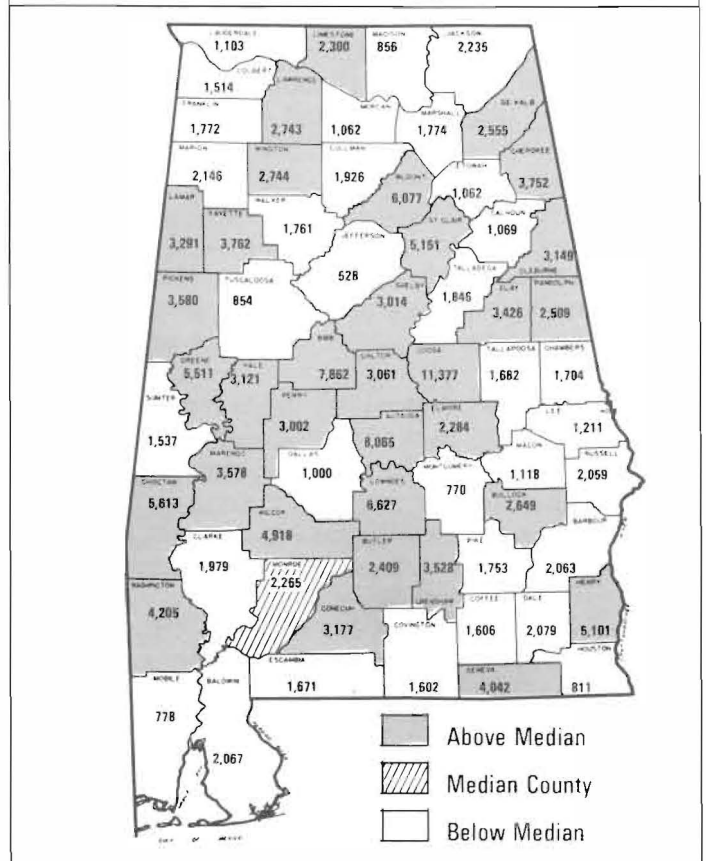 LAUDERDALE LIMESTONE MADISON JACKSON
1,103 2,300 856 2,235
COLBERT LAWRENCE
1,514
FRANKLIN MORGAN MARSHALL DE KALB
1,772 2,743 1,062 1,774 2,555
MARION WINSTON CULLMAN ETOWAH CHEROKEE
2,146 2,744 1,926 1,062 3,752
LAMAR FAYETTE WALKER BLOUNT ST CLAIR CALHOUN
3,291 3,762 1,761 6,077 5,151 1,069
JEFFERSON TALLADEGA CLEBURNE
528 1,846 3,149
PICKENS TUSCALOOSA SHELBY CLAY RANDOLPH
3,580 854 3,014 3,426 2,509
GREENE HALE BIBB CHILTON COOSA TALLAPOOSA CHAMBERS
5,511 3,121 7,862 3,061 11,377 1,682 1,704
SUMTER PERRY AUTAUGA ELMORE LEE
1,537 3,002 8,065 2,284 1,211
MARENGO DALLAS MONTGOMERY MACON RUSSELL
3,578 1,000 770 1,118 2,059
CHOCTAW LOWNDES BULLOCK
5,613 6,627 2,649
CLARKE WILCOX BUTLER CRENSHAW PIKE BARBOUR
1,979 4,918 2,409 3,528 1,753 2,063
WASHINGTON MONROE CONECUH COVINGTON COFFEE DALE HENRY
4,205 2,265 3,177 1,602 1,606 2,079 5,101
MOBILE BALDWIN ESCAMBIA GENEVA HOUSTON
778 2,067 1,671 4,042 811
OF MEXICO
Above Median
Median County
Below Median